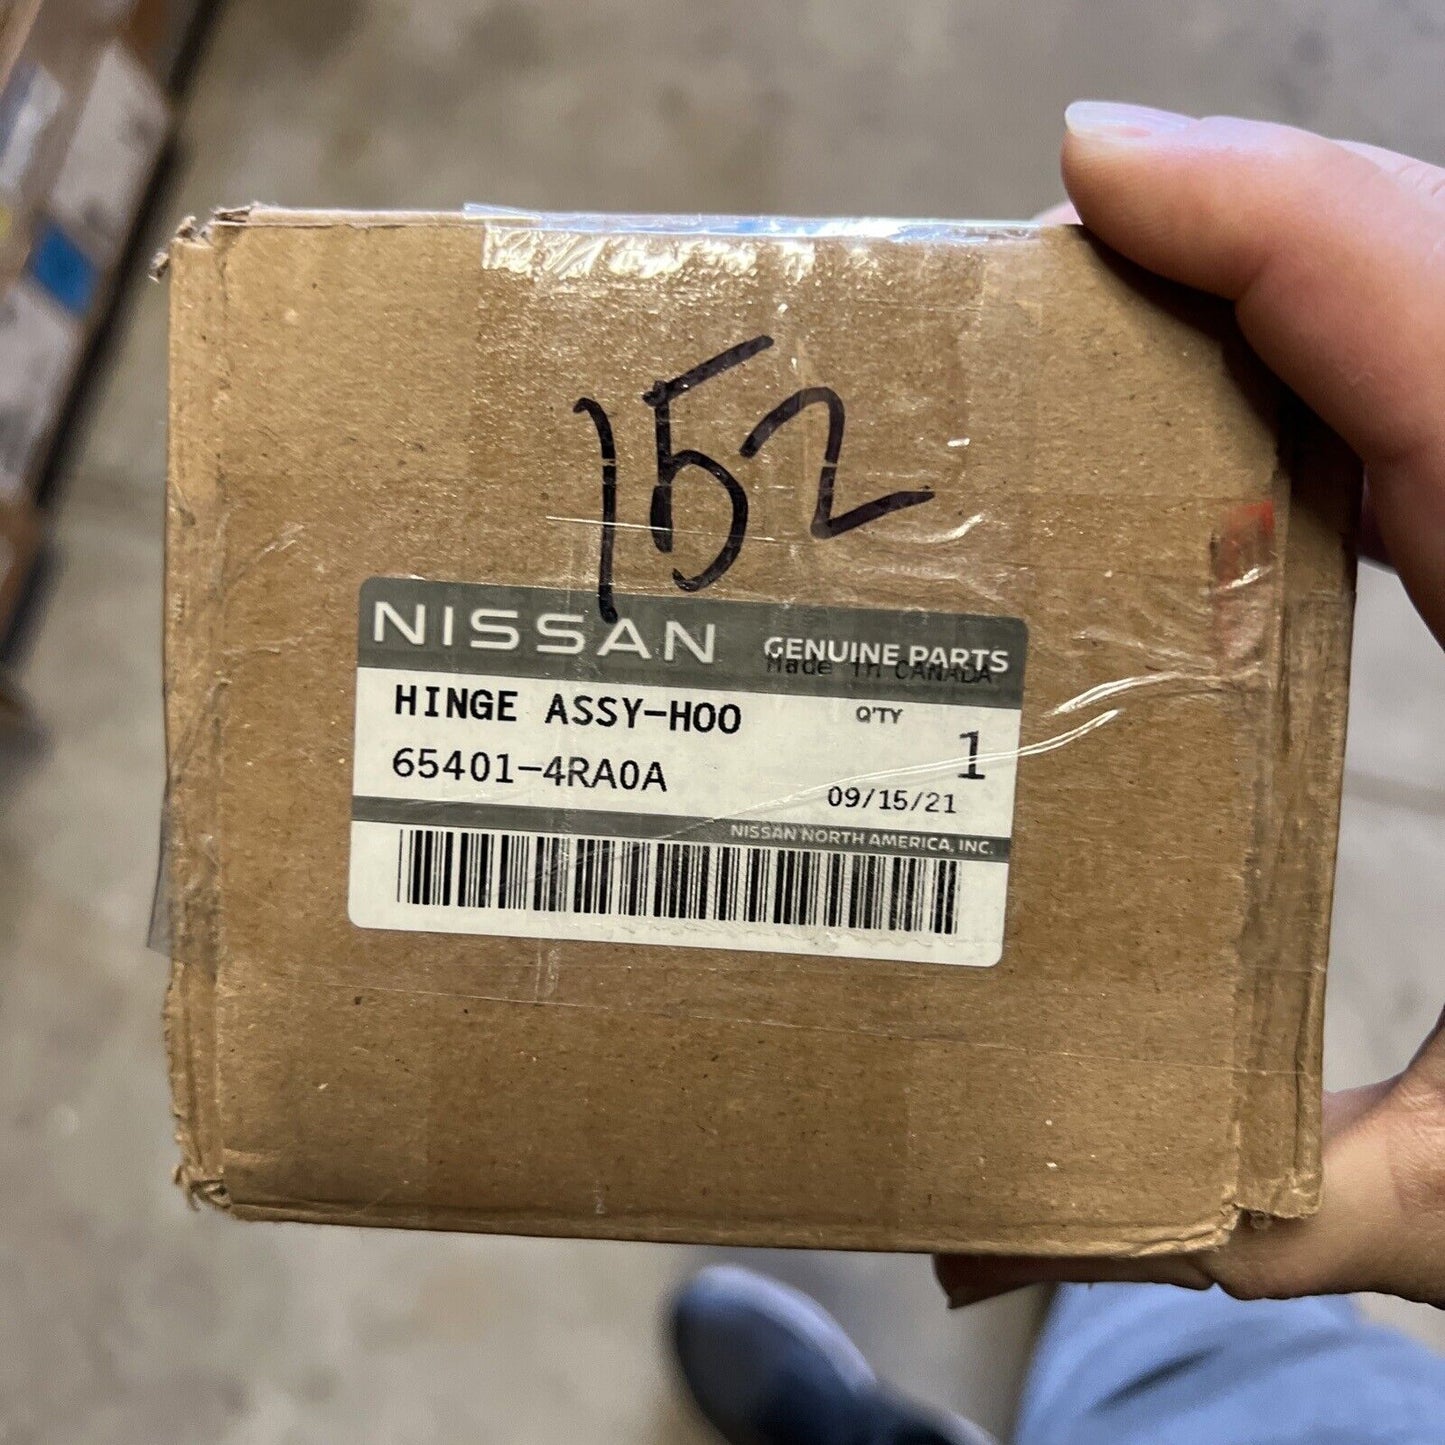 152
NISSAN GENUINE PARTS
Made in CANADA
HINGE ASSY-HOO Q'TY
65401-4RA0A 1
09/15/21
NISSAN NORTH AMERICA, INC.